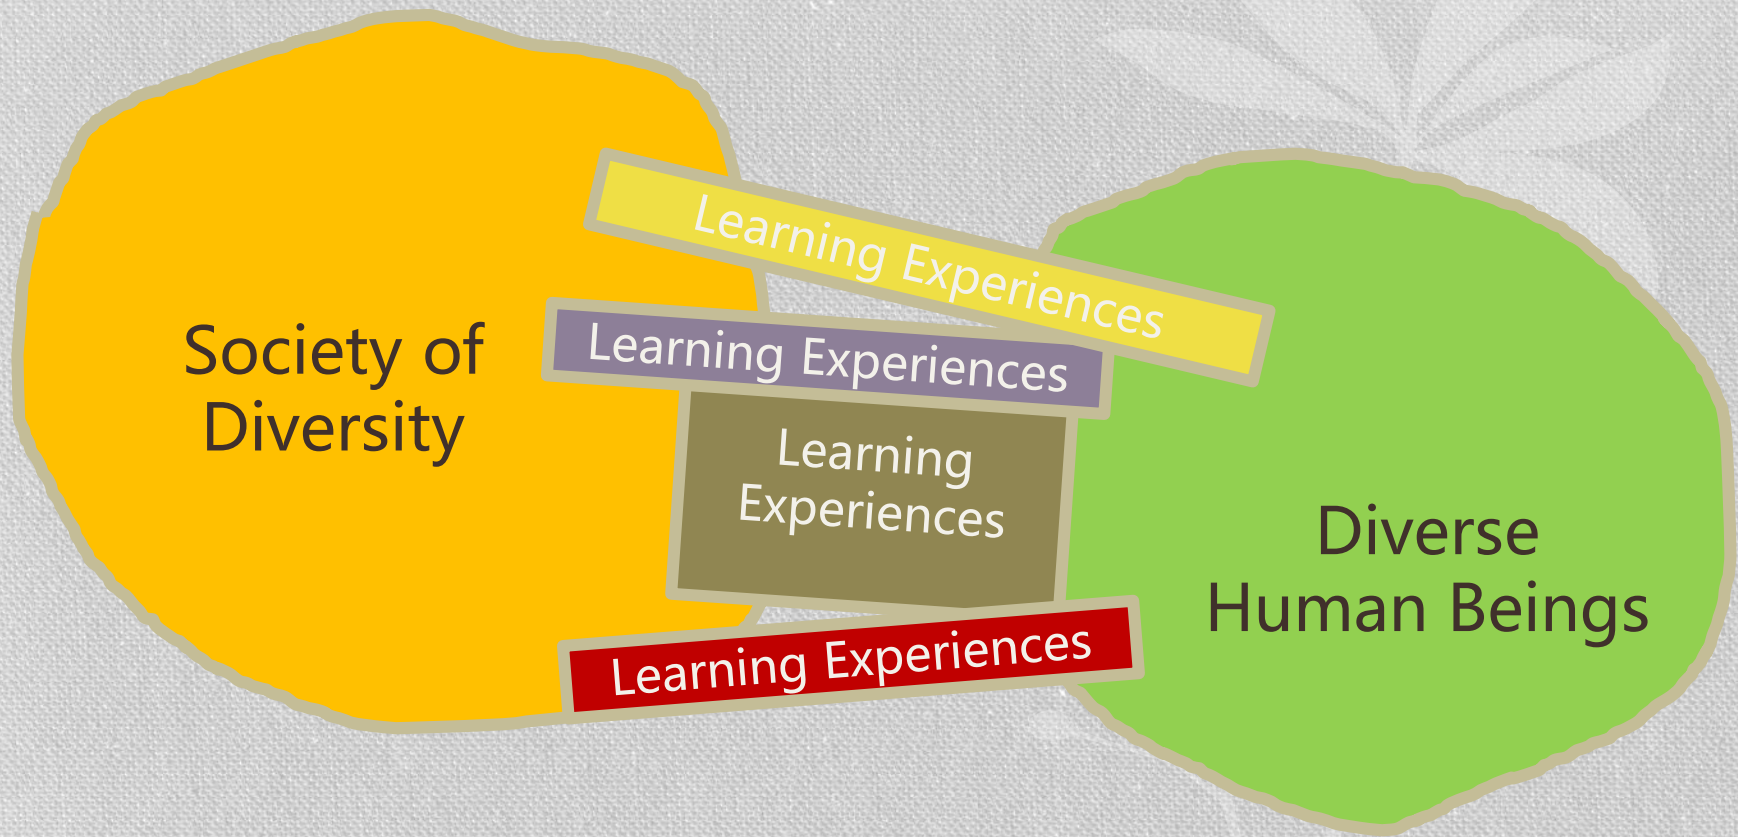 Society of
Diversity
Learning Experiences
Learning Experiences
Learning
Experiences
Learning Experiences
Diverse
Human Beings